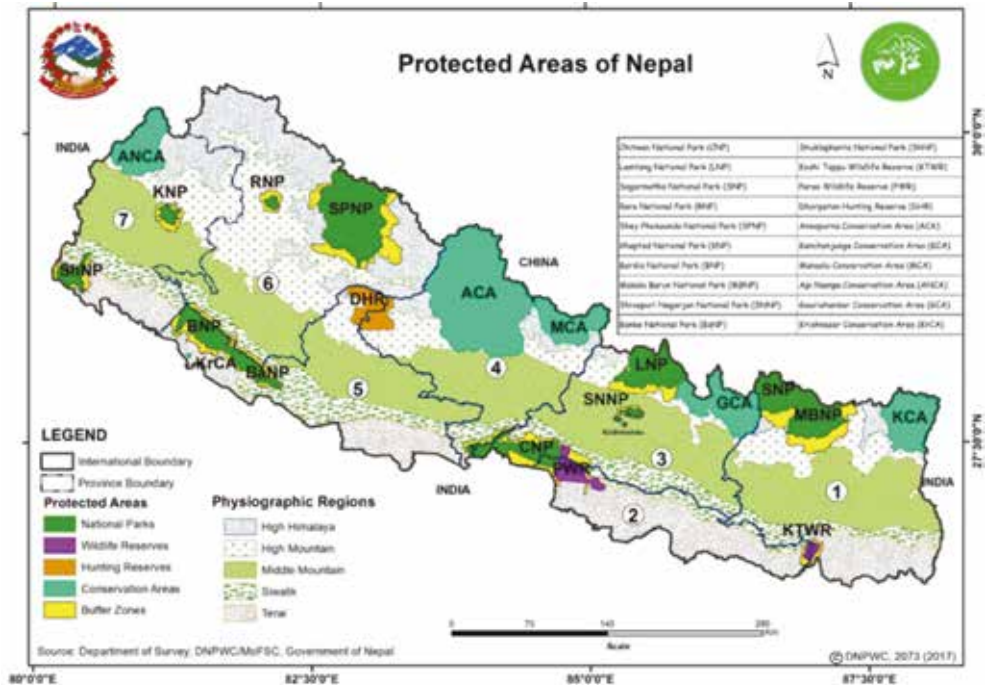 Protected Areas of Nepal
N
INDIA
ANCA
KNP
RNP
SPNP
7
ShNP
6
CHINA
DHR
ACA
MCA
BNP
KrCA
BaNP
5
4
LNP
SNNP
GCA
SNP
MBNP
KCA
CNP
PWR
3
INDIA
INDIA
1
2
KTWR
Chitwan National Park (CNP)
Langtang National Park (LNP)
Sagarmatha National Park (SNP)
Rara National Park (RNP)
Shey Phoksundo National Park (SPNP)
Khaptad National Park (KNP)
Bardia National Park (BNP)
Makalu Barun National Park (MBNP)
Shivapuri Nagarjun National Park (SNNP)
Banke National Park (BaNP)
Shuklaphanta National Park (ShNP)
Koshi Tappu Wildlife Reserve (KTWR)
Parsa Wildlife Reserve (PWR)
Dhorpatan Hunting Reserve (DHR)
Annapurna Conservation Area (ACA)
Kanchanjunga Conservation Area (KCA)
Manaslu Conservation Area (MCA)
Api Nampa Conservation Area (ANCA)
Gaurishankar Conservation Area (GCA)
Krishnasar Conservation Area (KrCA)
LEGEND
International Boundary
Province Boundary
Protected Areas
National Parks
Wildlife Reserves
Hunting Reserves
Conservation Areas
Buffer Zones
Physiographic Regions
High Himalaya
High Mountain
Middle Mountain
Siwalik
Terai
0 75 140 280
Km
Scale
Source: Department of Survey, DNPWC/MoFSC, Government of Nepal
© DNPWC, 2073 (2017)
80°0'0"E
82°30'0"E
85°0'0"E
87°30'0"E
30°0'0"N
27°30'0"N